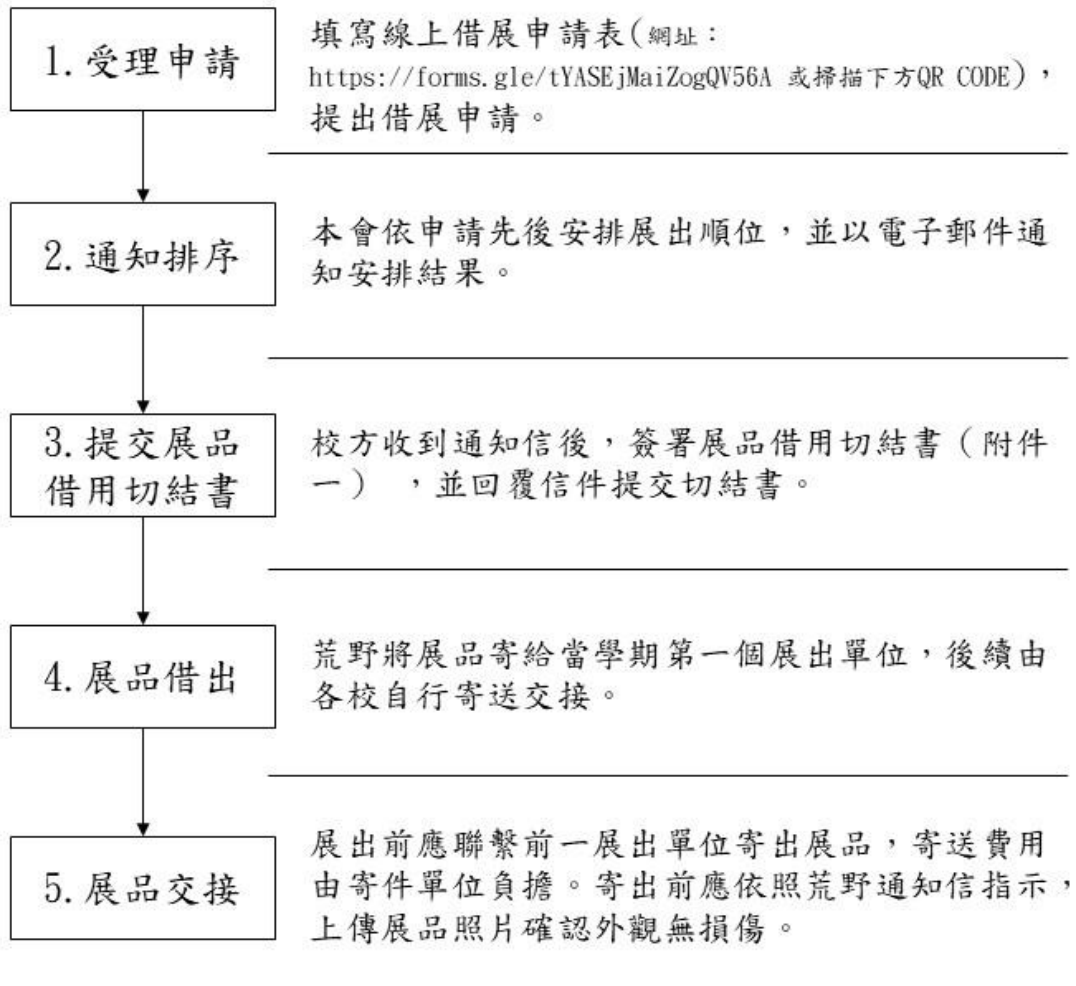 1.受理申請
填寫線上借展申請表(網址：
https://forms.gle/tYASEjMaiZogQV56A 或掃描下方QR CODE)，
提出借展申請。
2.通知排序
本會依申請先後安排展出順位，並以電子郵件通
知安排結果。
3.提交展品
借用切結書
校方收到通知信後，簽署展品借用切結書（附件
一） ，並回覆信件提交切結書。
4.展品借出
荒野將展品寄給當學期第一個展出單位，後續由
各校自行寄送交接。
5.展品交接
展出前應聯繫前一展出單位寄出展品，寄送費用
由寄件單位負擔。寄出前應依照荒野通知信指示，
上傳展品照片確認外觀無損傷。